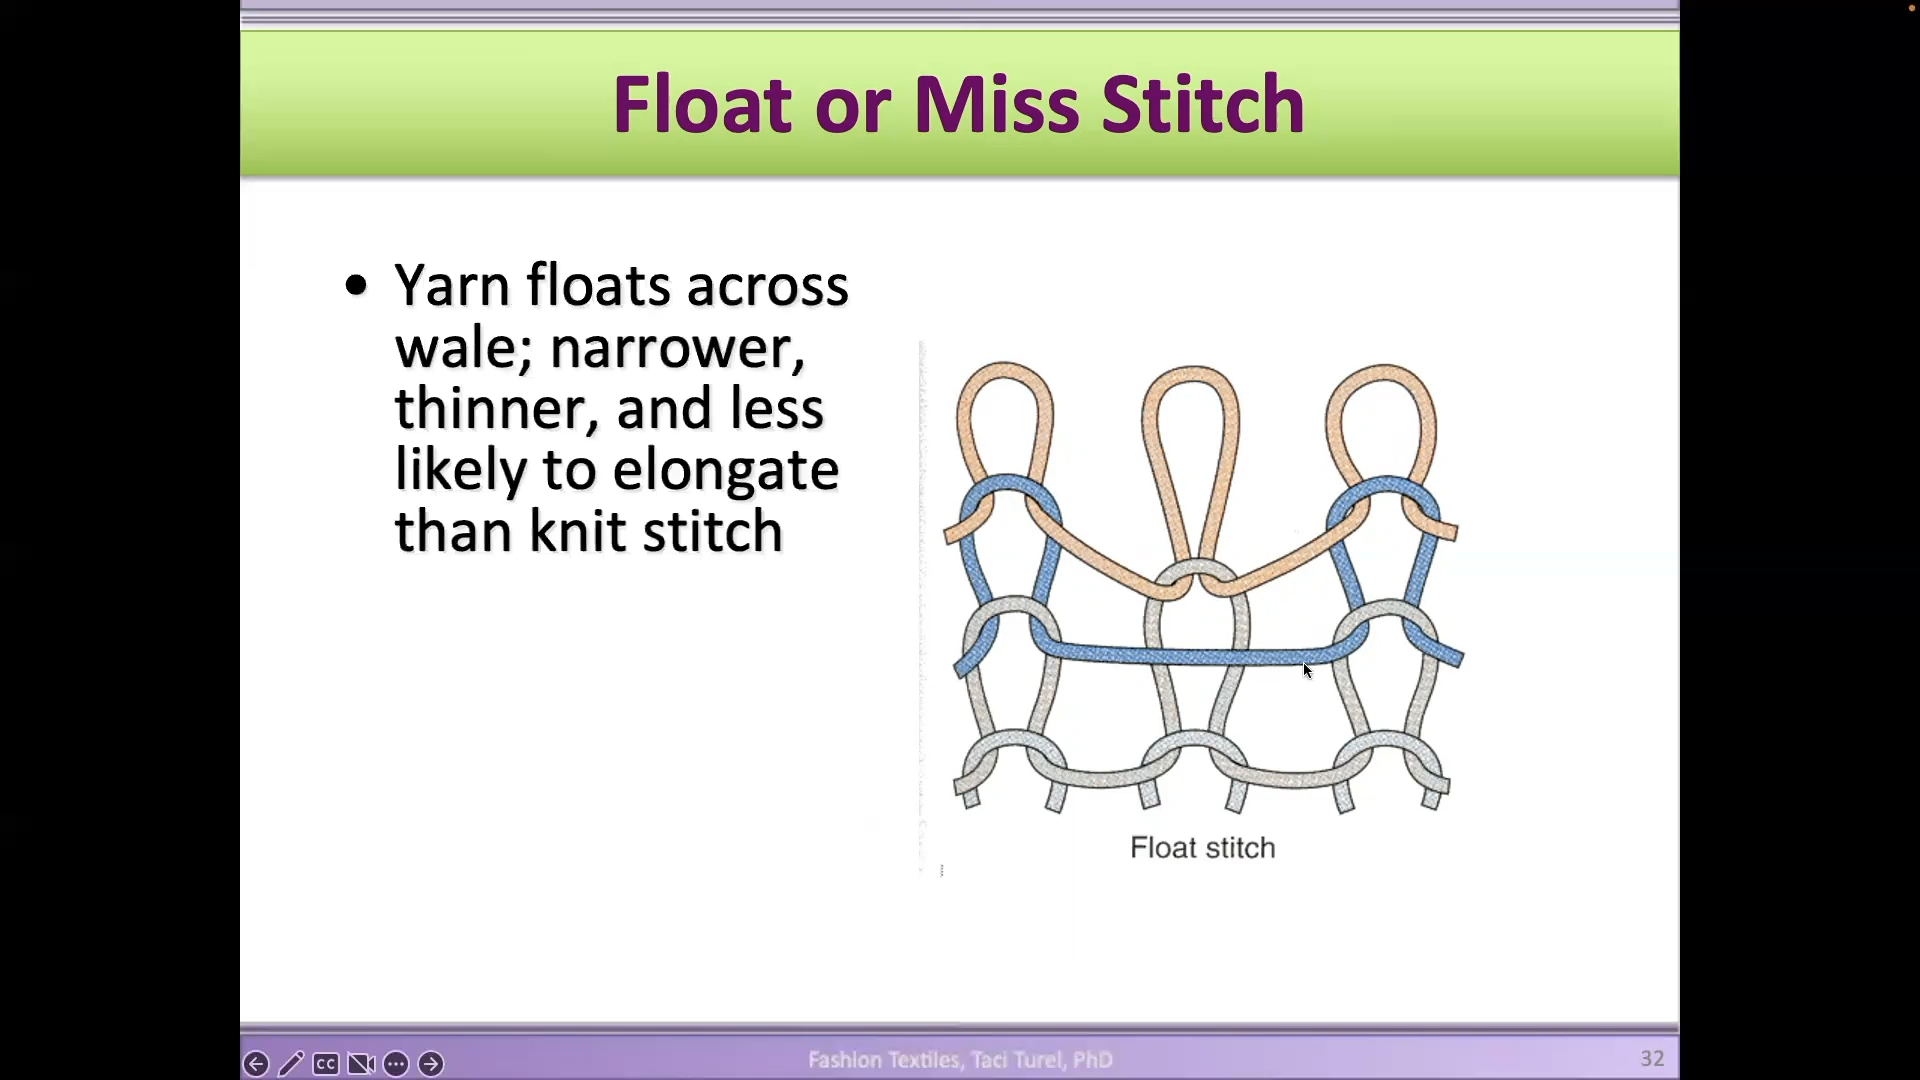 Float or Miss Stitch
• Yarn floats across
wale; narrower,
thinner, and less
likely to elongate
than knit stitch
Float stitch
CC
Fashion Textiles, Taci Turel, PhD
32